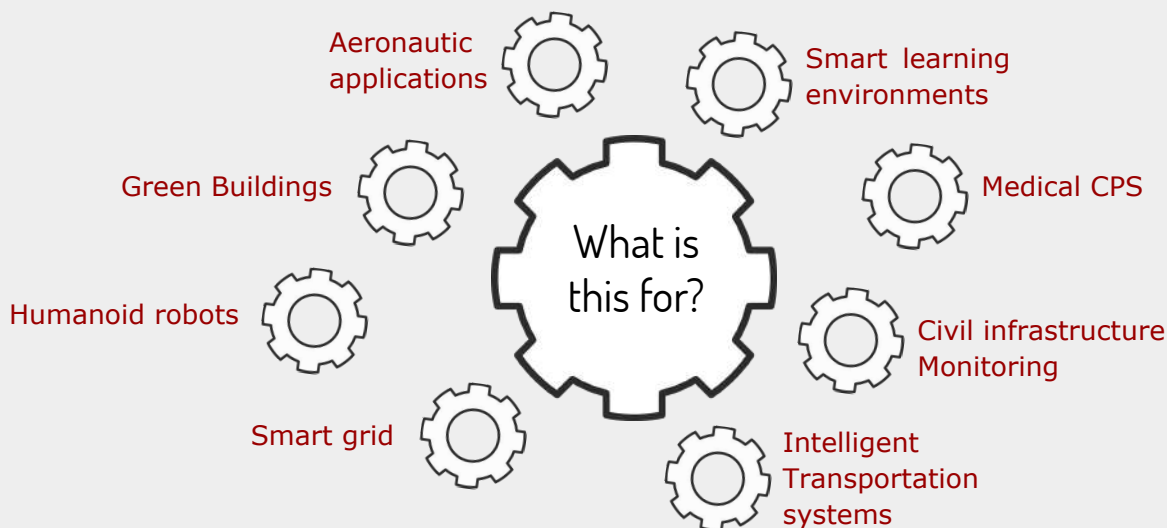 Aeronautic
applications
Smart learning
environments
Green Buildings
Medical CPS
What is
this for?
Humanoid robots
Civil infrastructure
Monitoring
Smart grid
Intelligent
Transportation
systems